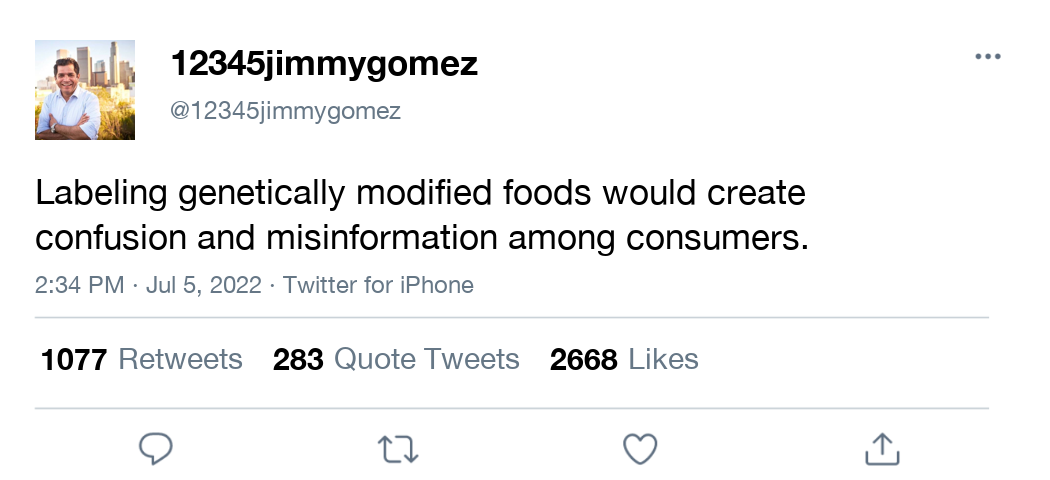 12345jimmygomez
@12345jimmygomez
Labeling genetically modified foods would create
confusion and misinformation among consumers.
2:34 PM · Jul 5, 2022 · Twitter for iPhone
1077 Retweets 283 Quote Tweets 2668 Likes